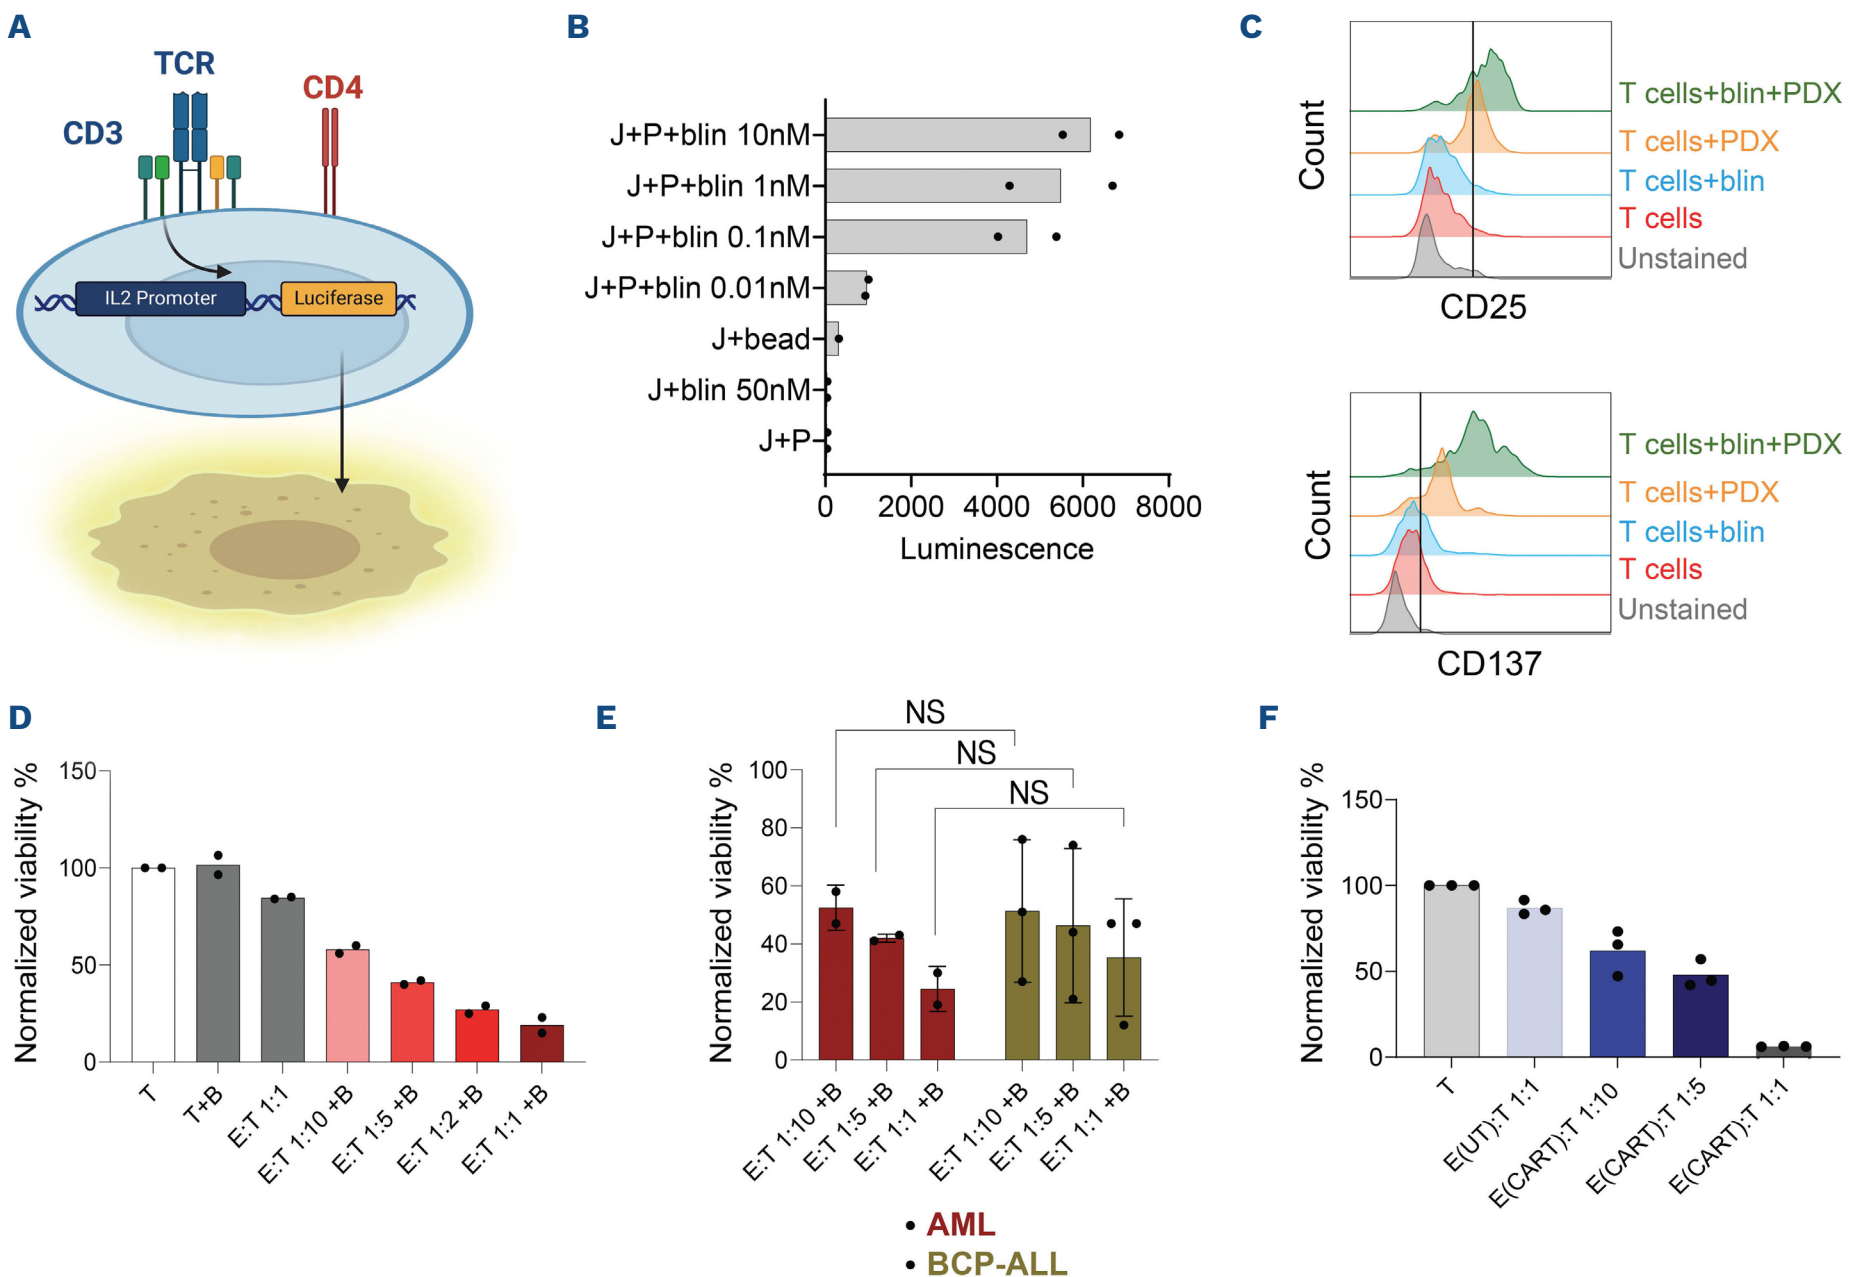 A
TCR
CD4
CD3
IL2 Promoter
Luciferase
B
J+P+blin 10nM
J+P+blin 1nM
J+P+blin 0.1nM
J+P+blin 0.01nM
J+bead
J+blin 50nM
J+P
0 2000 4000 6000 8000
Luminescence
C
Count
T cells+blin+PDX
T cells+PDX
T cells+blin
T cells
Unstained
CD25
Count
T cells+blin+PDX
T cells+PDX
T cells+blin
T cells
Unstained
CD137
D
Normalized viability %
150
100
50
0
T
T+B
E:T 1:1
E:T 1:10 +B
E:T 1:5 +B
E:T 1:2 +B
E:T 1:1 +B
E
NS
NS
NS
Normalized viability %
100
80
60
40
20
0
E:T 1:10 +B
E:T 1:5 +B
E:T 1:1 +B
E:T 1:10 +B
E:T 1:5 +B
E:T 1:1 +B
AML
BCP-ALL
F
Normalized viability %
150
100
50
0
T
E(UT):T 1:1
E(CART):T 1:10
E(CART):T 1:5
E(CART):T 1:1